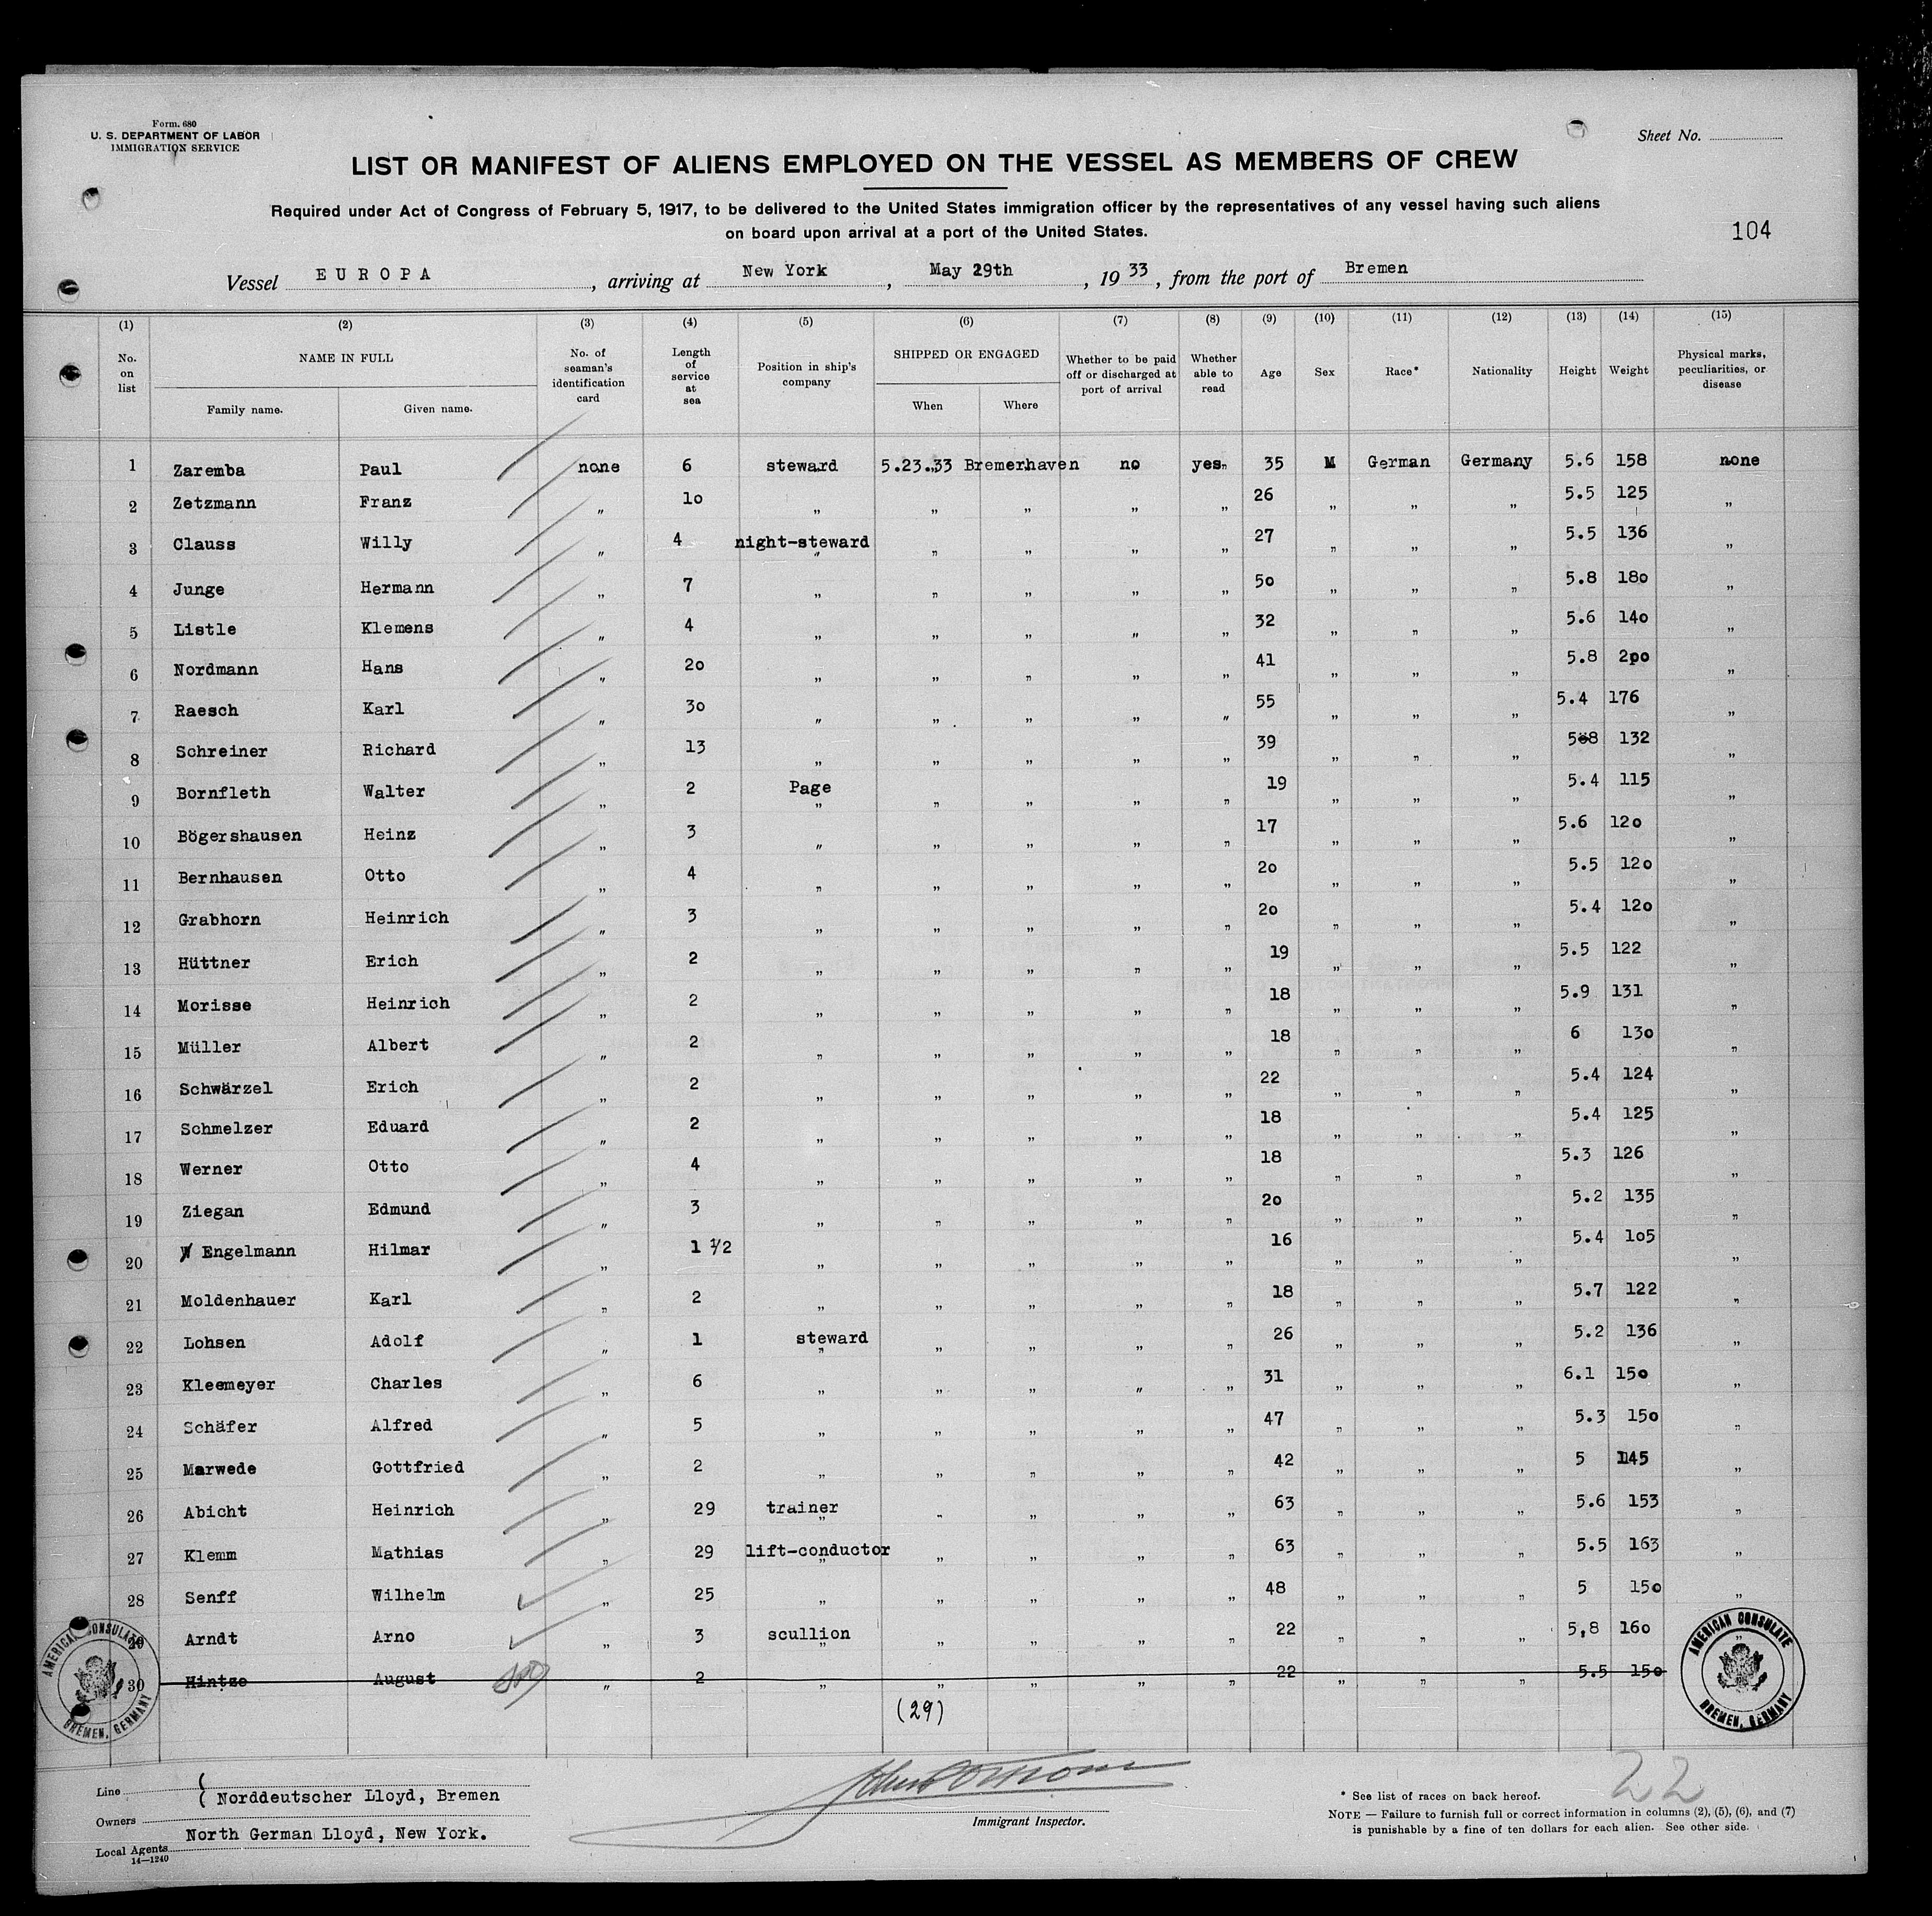 Form 680
U. S. DEPARTMENT OF LABOR
IMMIGRATION SERVICE
Sheet No.
LIST OR MANIFEST OF ALIENS EMPLOYED ON THE VESSEL AS MEMBERS OF CREW
Required under Act of Congress of February 5, 1917, to be delivered to the United States immigration officer by the representatives of any vessel having such aliens
on board upon arrival at a port of the United States.
104
Vessel EUROPA, arriving at New York, May 29th, 1933, from the port of Bremen
(1) (2) (3) (4) (5) (6) (7) (8) (9) (10) (11) (12) (13) (14) (15)
No. on list NAME IN FULL Family name. Given name. No. of seaman's identification card Length of service at sea Position in ship's company SHIPPED OR ENGAGED When Where Whether to be paid off or discharged at port of arrival Whether able to read Age Sex Race* Nationality Height Weight Physical marks, peculiarities, or disease
1 Zaremba Paul none 6 steward 5.23.33 Bremerhaven no yes 35 M German Germany 5.6 158 none
2 Zetzmann Franz „ 10 „ „ „ „ „ 26 „ „ „ 5.5 125 „
3 Clauss Willy „ 4 night-steward „ „ „ „ „ 27 „ „ „ 5.5 136 „
4 Junge Hermann „ 7 „ „ „ „ „ 50 „ „ „ 5.8 180 „
5 Listle Klemens „ 4 „ „ „ „ „ 32 „ „ „ 5.6 140 „
6 Nordmann Hans „ 20 „ „ „ „ „ 41 „ „ „ 5.8 200 „
7 Raesch Karl „ 30 „ „ „ „ „ 55 „ „ „ 5.4 176 „
8 Schreiner Richard „ 13 „ „ „ „ „ 39 „ „ „ 5.8 132 „
9 Bornfleth Walter „ 2 Page „ „ „ „ „ 19 „ „ „ 5.4 115 „
10 Bögershausen Heinz „ 3 „ „ „ „ „ 17 „ „ „ 5.6 120 „
11 Bernhausen Otto „ 4 „ „ „ „ „ 20 „ „ „ 5.5 120 „
12 Grabhorn Heinrich „ 3 „ „ „ „ „ 20 „ „ „ 5.4 120 „
13 Hüttner Erich „ 2 „ „ „ „ „ 19 „ „ „ 5.5 122 „
14 Morisse Heinrich „ 2 „ „ „ „ „ 18 „ „ „ 5.9 131 „
15 Müller Albert „ 2 „ „ „ „ „ 18 „ „ „ 6 130 „
16 Schwärzel Erich „ 2 „ „ „ „ „ 22 „ „ „ 5.4 124 „
17 Schmelzer Eduard „ 2 „ „ „ „ „ 18 „ „ „ 5.4 125 „
18 Werner Otto „ 4 „ „ „ „ „ 18 „ „ „ 5.3 126 „
19 Ziegan Edmund „ 3 „ „ „ „ „ 20 „ „ „ 5.2 135 „
20 Engelmann Hilmar „ 1 1/2 „ „ „ „ „ 16 „ „ „ 5.4 105 „
21 Moldenhauer Karl „ 2 „ „ „ „ „ 18 „ „ „ 5.7 122 „
22 Lohsen Adolf „ 1 steward „ „ „ „ „ 26 „ „ „ 5.2 136 „
23 Kleemeyer Charles „ 6 „ „ „ „ „ 31 „ „ „ 6.1 150 „
24 Schäfer Alfred „ 5 „ „ „ „ „ 47 „ „ „ 5.3 150 „
25 Marwede Gottfried „ 2 „ „ „ „ „ 42 „ „ „ 5 145 „
26 Abicht Heinrich „ 29 trainer „ „ „ „ „ 63 „ „ „ 5.6 153 „
27 Klemm Mathias „ 29 lift-conductor „ „ „ „ „ 63 „ „ „ 5.5 163 „
28 Senff Wilhelm „ 25 „ „ „ „ „ 48 „ „ „ 5 150 „
29 Arndt Arno „ 3 scullion „ „ „ „ „ 22 „ „ „ 5,8 160 „
30 Hintze August „ 2 „ „ „ „ „ 22 „ „ „ 5.5 150
(29)
AMERICAN CONSULATE BREMEN, GERMANY
AMERICAN CONSULATE BREMEN, GERMANY
22
Line Norddeutscher Lloyd, Bremen
Owners
Local Agents North German Lloyd, New York.
14—1240
Immigrant Inspector.
* See list of races on back hereof.
NOTE — Failure to furnish full or correct information in columns (2), (5), (6), and (7)
is punishable by a fine of ten dollars for each alien. See other side.